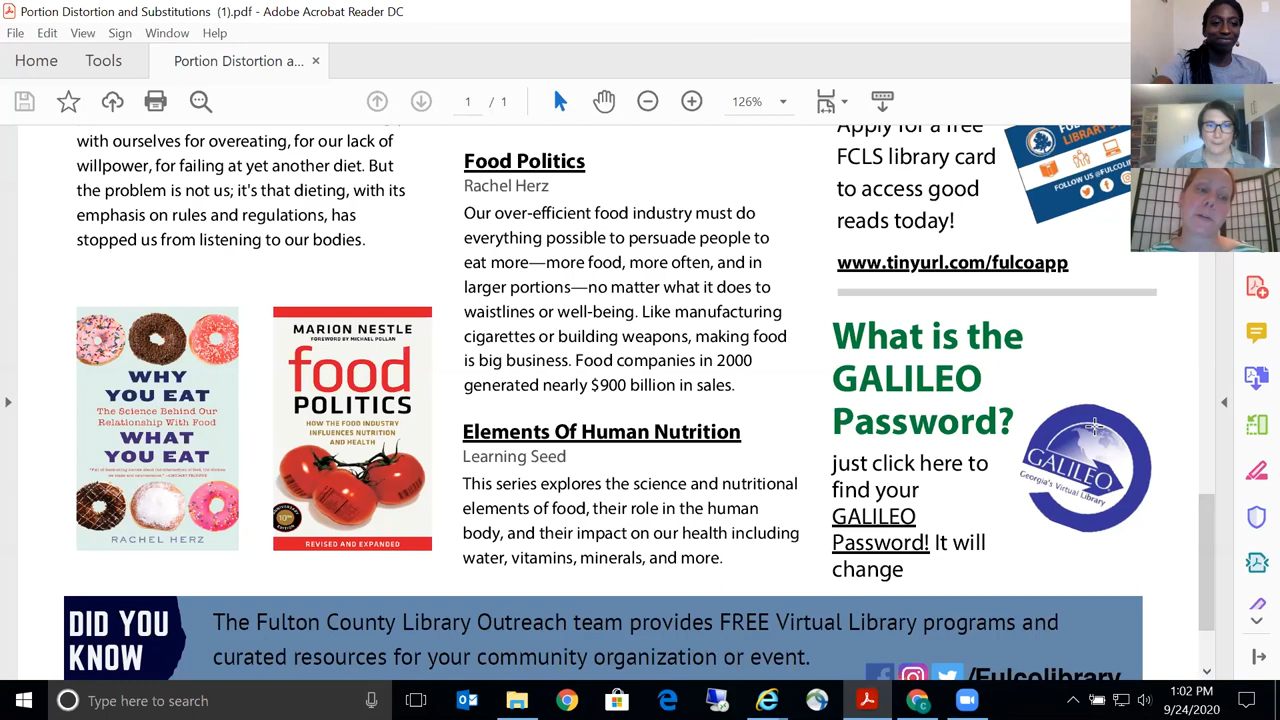 Portion Distortion and Substitutions (1).pdf - Adobe Acrobat Reader DC
File Edit View Sign Window Help
Home Tools Portion Distortion a... ×
1 / 1 126%
with ourselves for overeating, for our lack of
willpower, for failing at yet another diet. But
the problem is not us; it's that dieting, with its
emphasis on rules and regulations, has
stopped us from listening to our bodies.
WHY
YOU EAT
The Science Behind Our
Relationship With Food
WHAT
YOU EAT
RACHEL HERZ
MARION NESTLE
FOREWORD BY MICHAEL POLLAN
food
POLITICS
HOW THE FOOD INDUSTRY
INFLUENCES NUTRITION
AND HEALTH
10TH
REVISED AND EXPANDED
Food Politics
Rachel Herz
Our over-efficient food industry must do
everything possible to persuade people to
eat more—more food, more often, and in
larger portions—no matter what it does to
waistlines or well-being. Like manufacturing
cigarettes or building weapons, making food
is big business. Food companies in 2000
generated nearly $900 billion in sales.
Elements Of Human Nutrition
Learning Seed
This series explores the science and nutritional
elements of food, their role in the human
body, and their impact on our health including
water, vitamins, minerals, and more.
Apply for a free
FCLS library card
to access good
reads today!
FOLLOW US @FULCOLI
www.tinyurl.com/fulcoapp
What is the
GALILEO
Password?
just click here to
find your
GALILEO
Password! It will
change
GALILEO
Georgia's Virtual Library
DID YOU
KNOW
The Fulton County Library Outreach team provides FREE Virtual Library programs and
curated resources for your community organization or event.
/Fulcolibrary
Type here to search
1:02 PM
9/24/2020